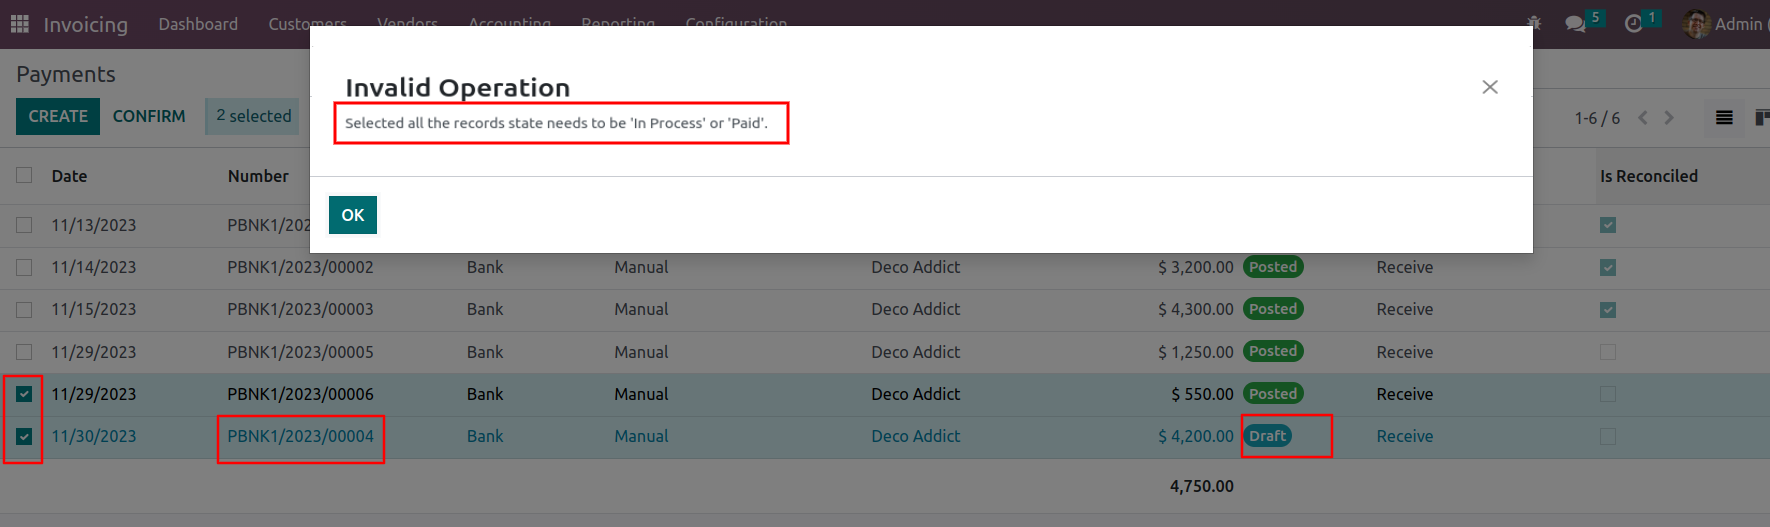 Invoicing Dashboard Customers Vendors Accounting Reporting Configuration 5 1 Admin (
Payments
Invalid Operation
CREATE CONFIRM 2 selected
Selected all the records state needs to be 'In Process' or 'Paid'.
1-6 / 6
Date Number Is Reconciled
OK
11/13/2023 PBNK1/2023/
11/14/2023 PBNK1/2023/00002 Bank Manual Deco Addict $ 3,200.00 Posted Receive
11/15/2023 PBNK1/2023/00003 Bank Manual Deco Addict $ 4,300.00 Posted Receive
11/29/2023 PBNK1/2023/00005 Bank Manual Deco Addict $ 1,250.00 Posted Receive
11/29/2023 PBNK1/2023/00006 Bank Manual Deco Addict $ 550.00 Posted Receive
11/30/2023 PBNK1/2023/00004 Bank Manual Deco Addict $ 4,200.00 Draft Receive
4,750.00